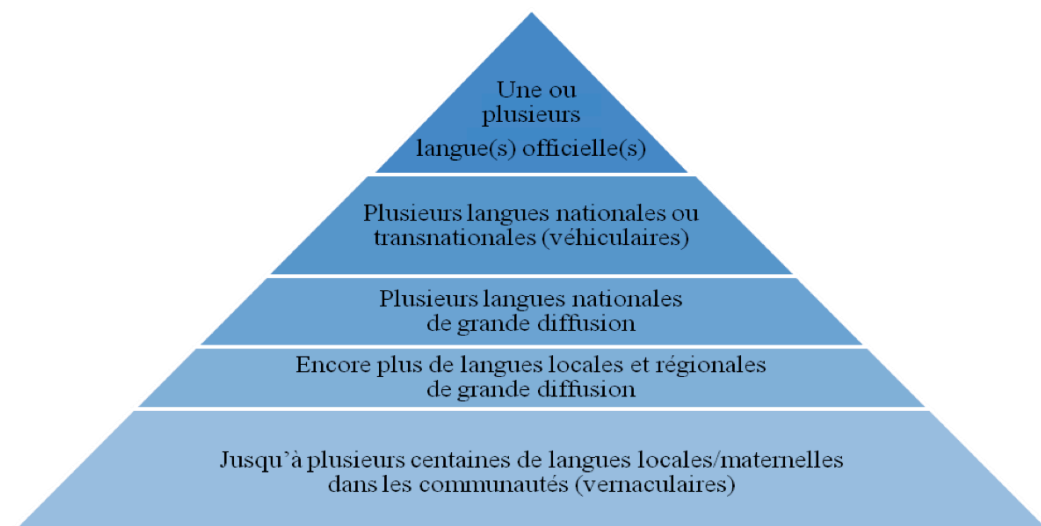 Une ou
plusieurs
langue(s) officielle(s)
Plusieurs langues nationales ou
transnationales (véhiculaires)
Plusieurs langues nationales
de grande diffusion
Encore plus de langues locales et régionales
de grande diffusion
Jusqu’à plusieurs centaines de langues locales/maternelles
dans les communautés (vernaculaires)